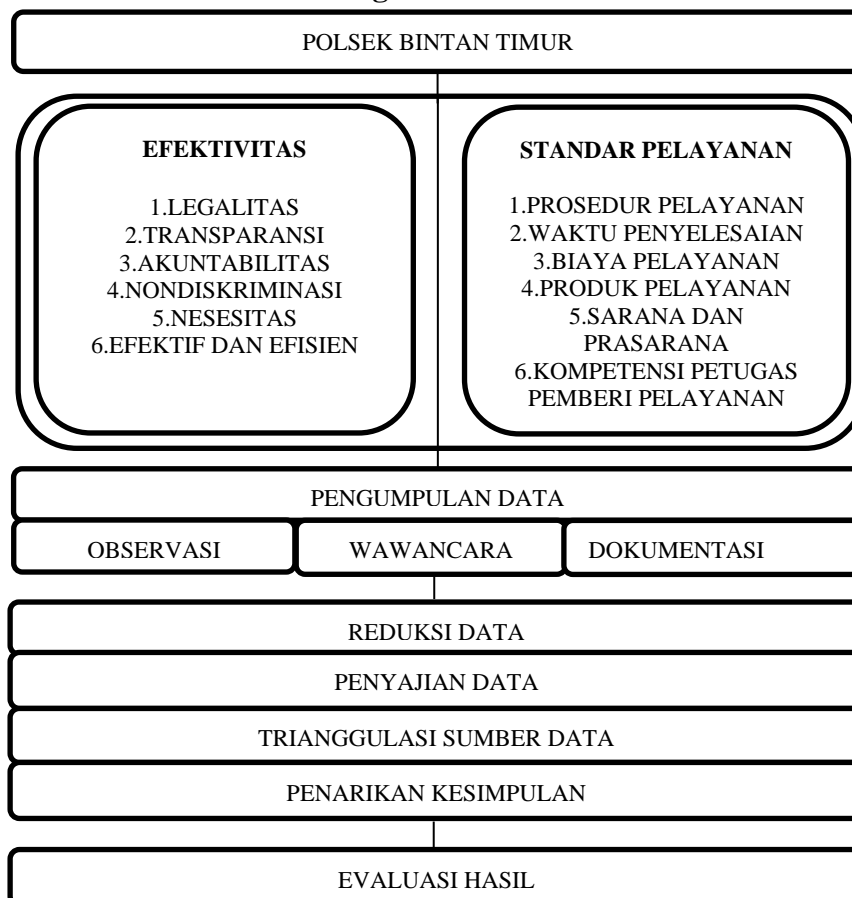 POLSEK BINTAN TIMUR
EFEKTIVITAS
1.LEGALITAS
2.TRANSPARANSI
3.AKUNTABILITAS
4.NONDISKRIMINASI
5.NESESITAS
6.EFEKTIF DAN EFISIEN
STANDAR PELAYANAN
1.PROSEDUR PELAYANAN
2.WAKTU PENYELESAIAN
3.BIAYA PELAYANAN
4.PRODUK PELAYANAN
5.SARANA DAN
PRASARANA
6.KOMPETENSI PETUGAS
PEMBERI PELAYANAN
PENGUMPULAN DATA
OBSERVASI
WAWANCARA
DOKUMENTASI
REDUKSI DATA
PENYAJIAN DATA
TRIANGGULASI SUMBER DATA
PENARIKAN KESIMPULAN
EVALUASI HASIL